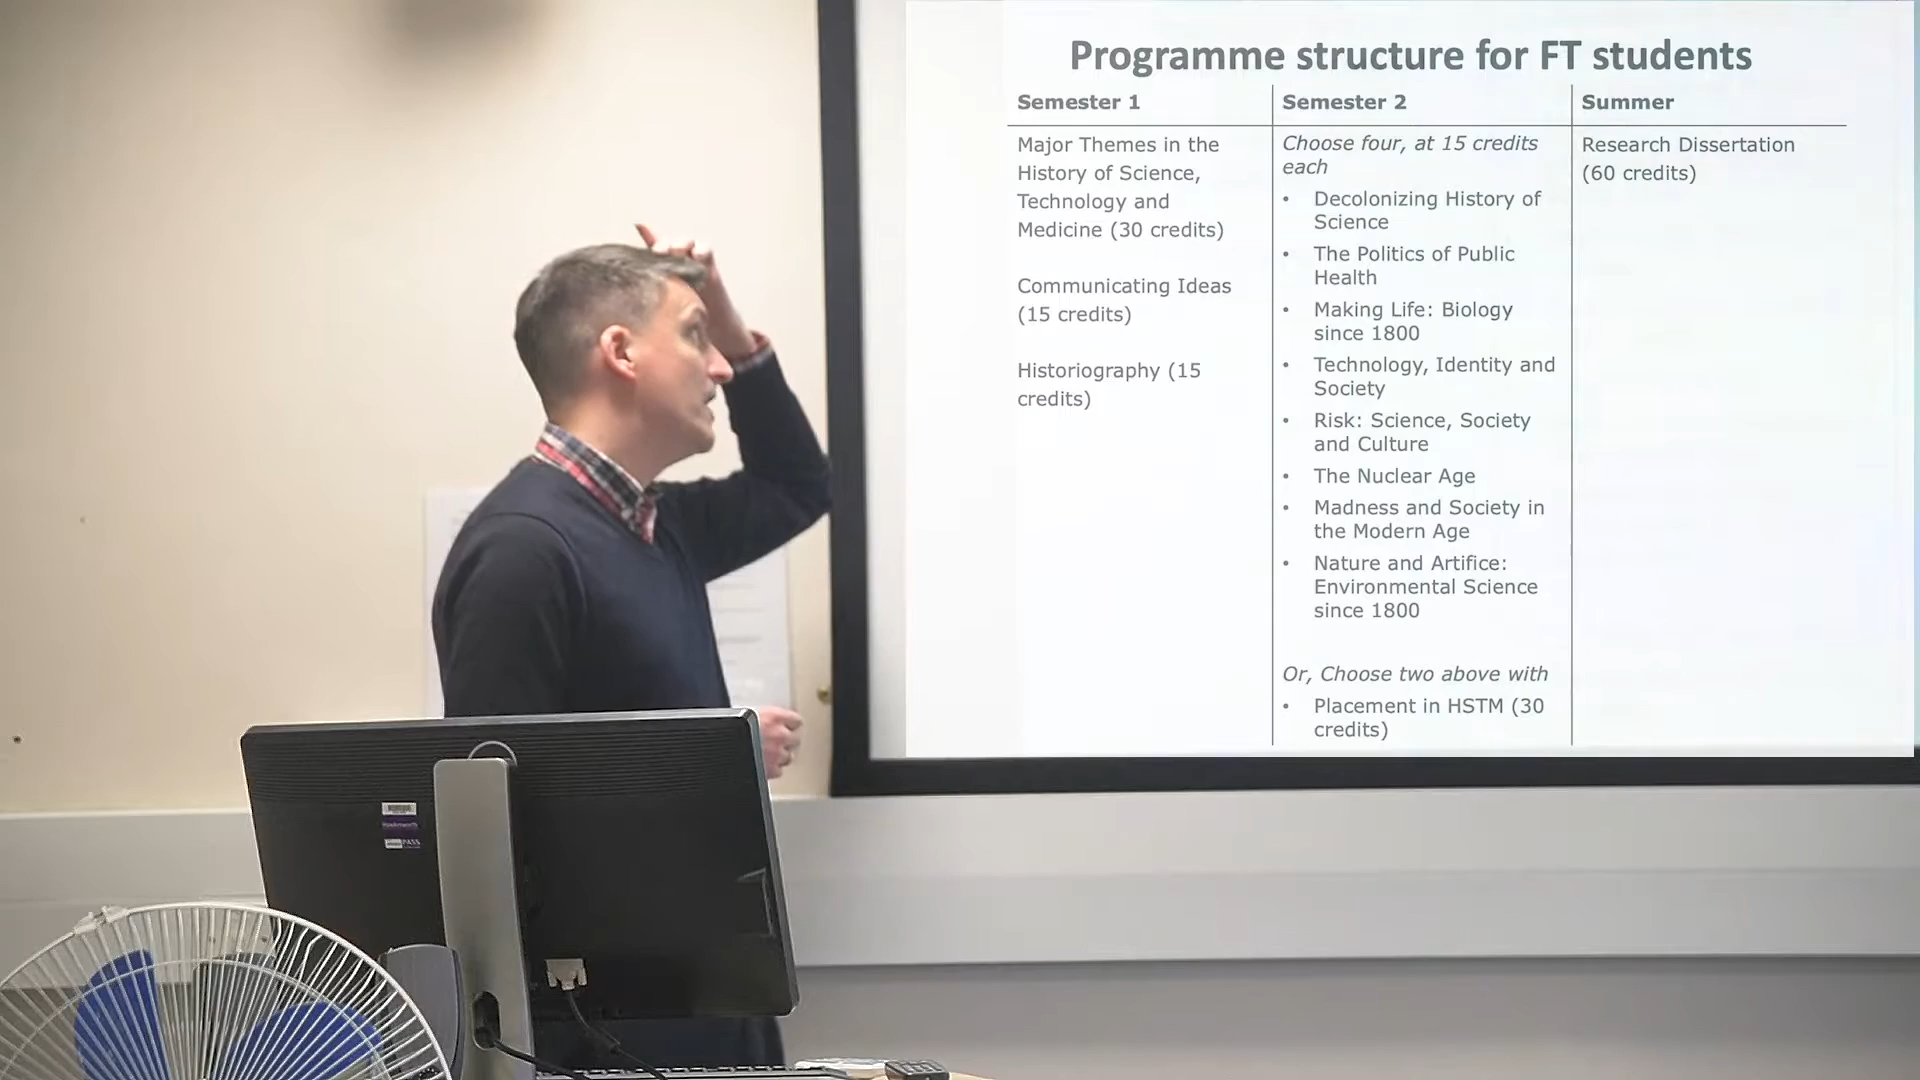 Programme structure for FT students
Semester 1
Major Themes in the
History of Science,
Technology and
Medicine (30 credits)
Communicating Ideas
(15 credits)
Historiography (15
credits)
Semester 2
Choose four, at 15 credits
each
• Decolonizing History of
Science
• The Politics of Public
Health
• Making Life: Biology
since 1800
• Technology, Identity and
Society
• Risk: Science, Society
and Culture
• The Nuclear Age
• Madness and Society in
the Modern Age
• Nature and Artifice:
Environmental Science
since 1800
Or, Choose two above with
• Placement in HSTM (30
credits)
Summer
Research Dissertation
(60 credits)
PASS